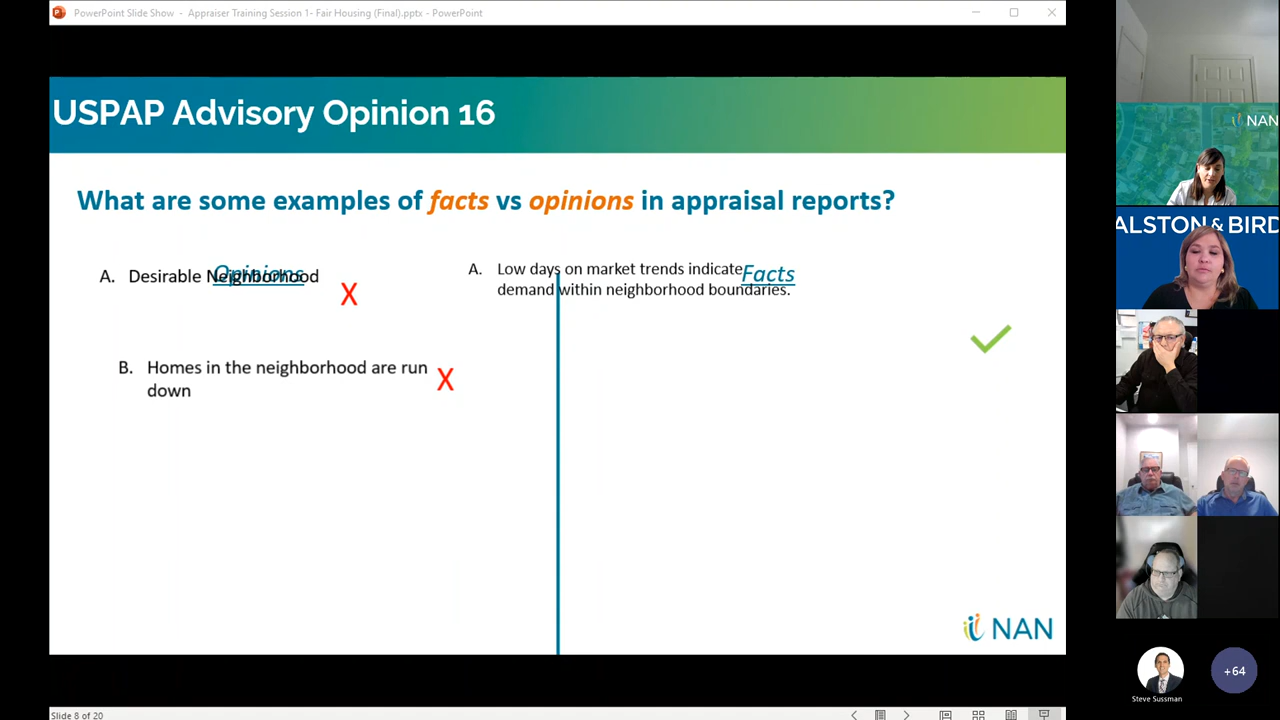 PowerPoint Slide Show - Appraiser Training Session 1- Fair Housing (Final).pptx - PowerPoint
USPAP Advisory Opinion 16
What are some examples of facts vs opinions in appraisal reports?
Opinions
A. Desirable Neighborhood
X
B. Homes in the neighborhood are run
down
X
Facts
A. Low days on market trends indicate
demand within neighborhood boundaries.
NAN
Slide 8 of 20
NAN
ALSTON & BIRD
Steve Sussman
+64